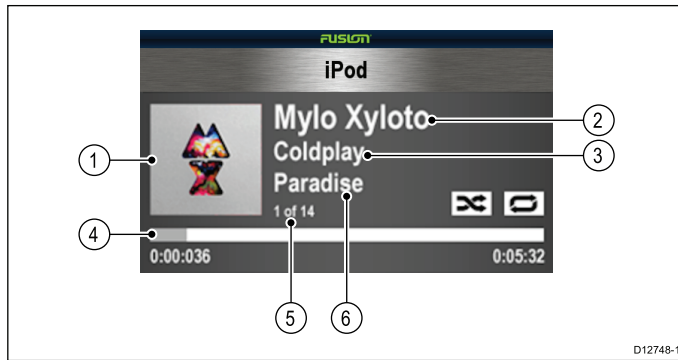 FUSION
iPod
Mylo Xyloto
Coldplay
Paradise
1 of 14
0:00:036
0:05:32
1
2
3
4
5
6
D12748-1